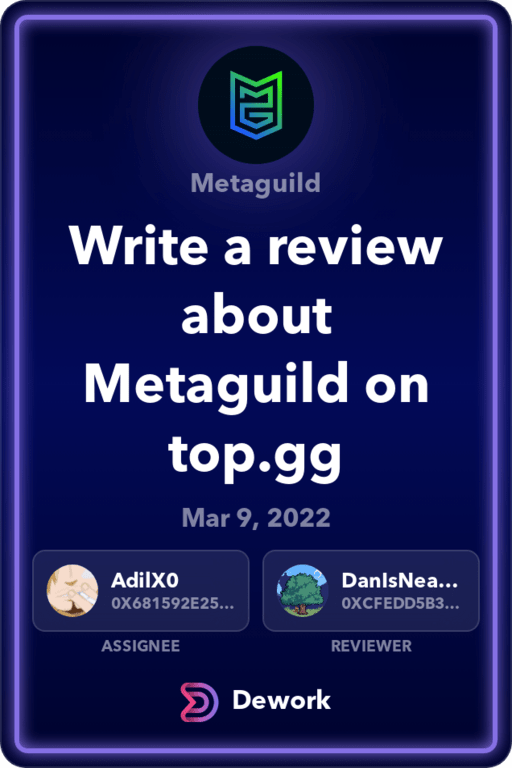 Metaguild
Write a review
about
Metaguild on
top.gg
Mar 9, 2022
AdilX0
0X681592E25...
DanIsNea...
0XCFEDD5B3...
ASSIGNEE
REVIEWER
Dework